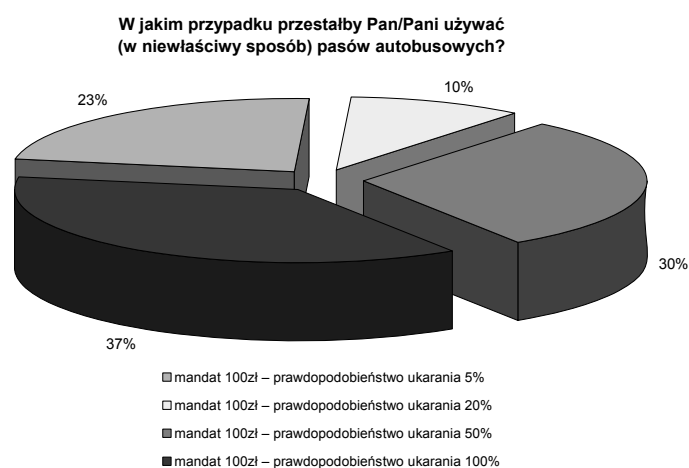 W jakim przypadku przestałby Pan/Pani używać
(w niewłaściwy sposób) pasów autobusowych?
23%
10%
30%
37%
mandat 100zł – prawdopodobieństwo ukarania 5%
mandat 100zł – prawdopodobieństwo ukarania 20%
mandat 100zł – prawdopodobieństwo ukarania 50%
mandat 100zł – prawdopodobieństwo ukarania 100%